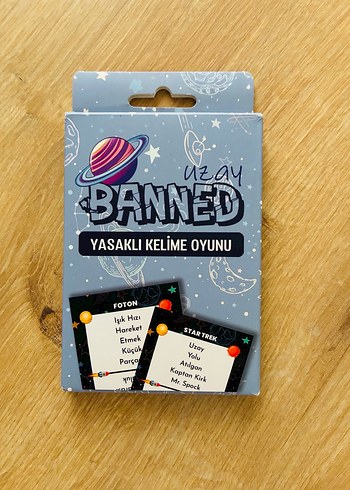 uzay
BANNED
YASAKLI KELİME OYUNU
FOTON
Işık Hızı
Hareket
Etmek
Küçük
Parça
STAR TREK
Uzay
Yolu
Atılgan
Kaptan Kirk
Mr. Spock